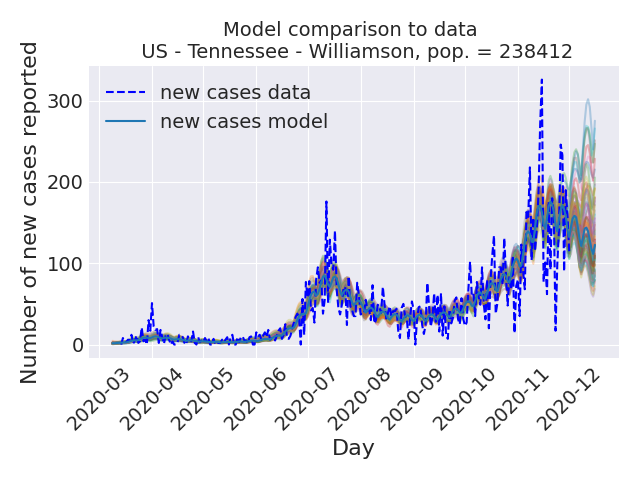 Model comparison to data
US - Tennessee - Williamson, pop. = 238412
new cases data
new cases model
Number of new cases reported
300
200
100
0
2020-03
2020-04
2020-05
2020-06
2020-07
2020-08
2020-09
2020-10
2020-11
2020-12
Day